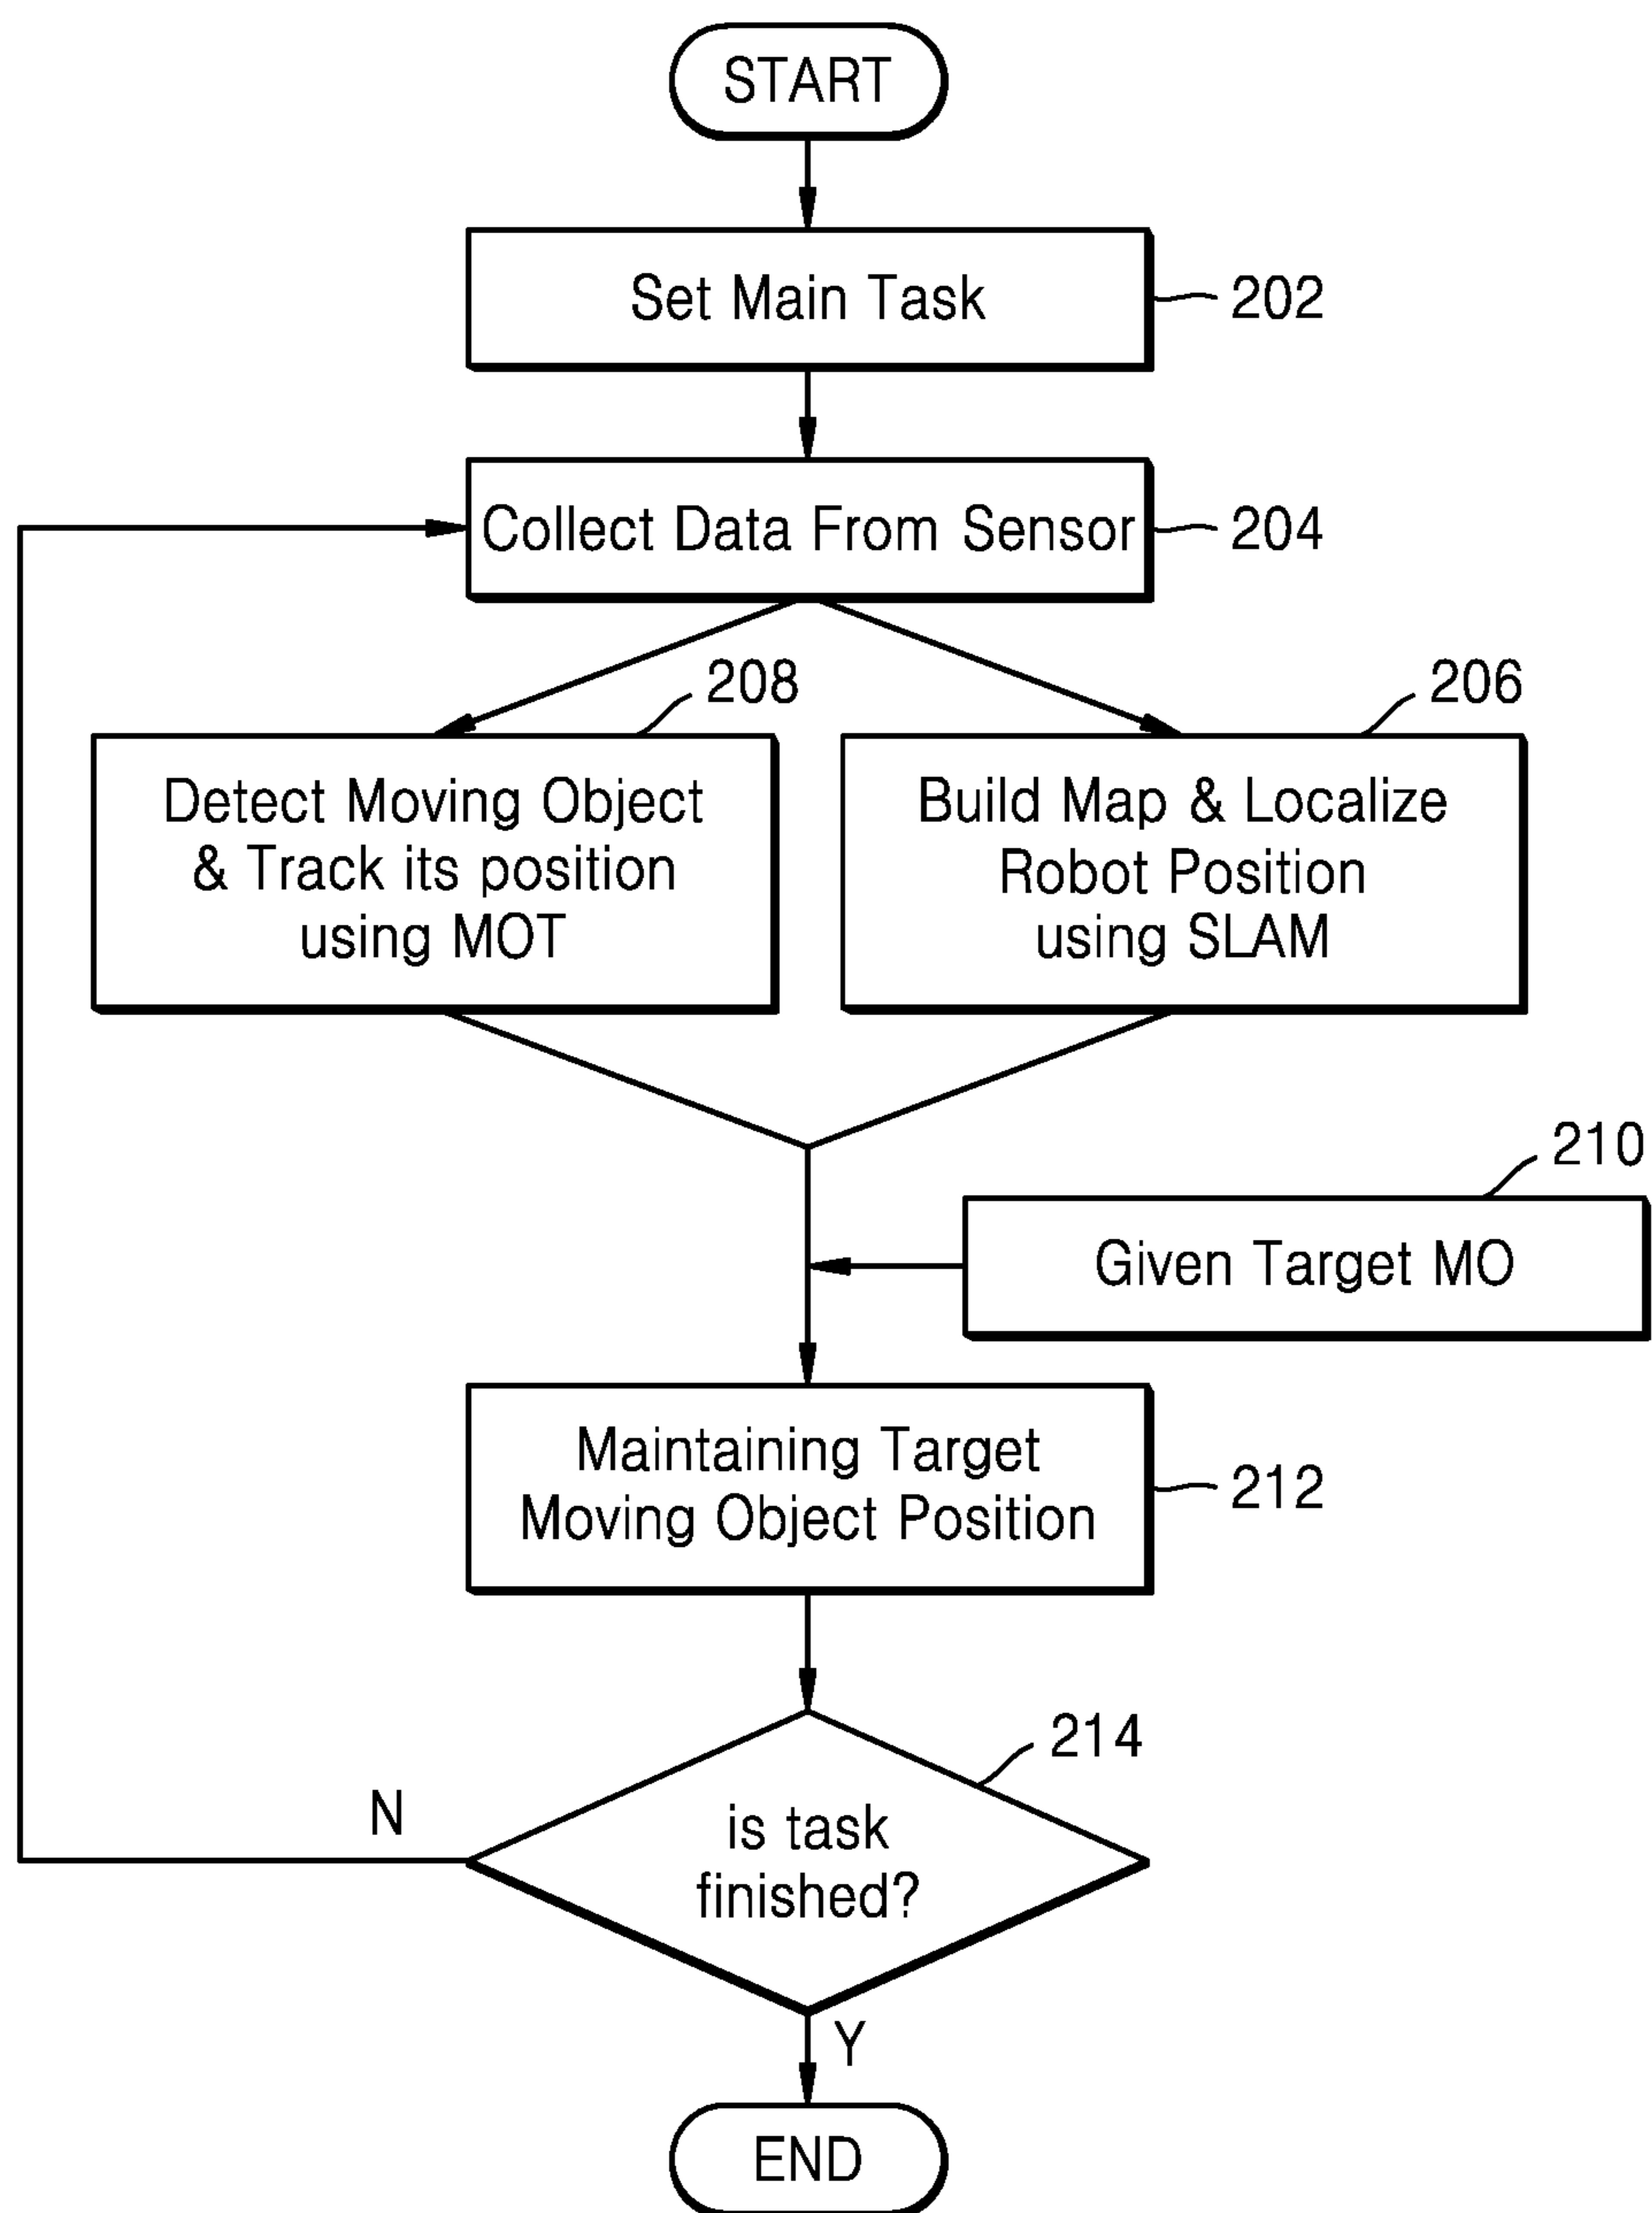 START
Set Main Task
202
Collect Data From Sensor
204
208
206
Detect Moving Object
& Track its position
using MOT
Build Map & Localize
Robot Position
using SLAM
210
Given Target MO
Maintaining Target
Moving Object Position
212
214
N
is task
finished?
Y
END